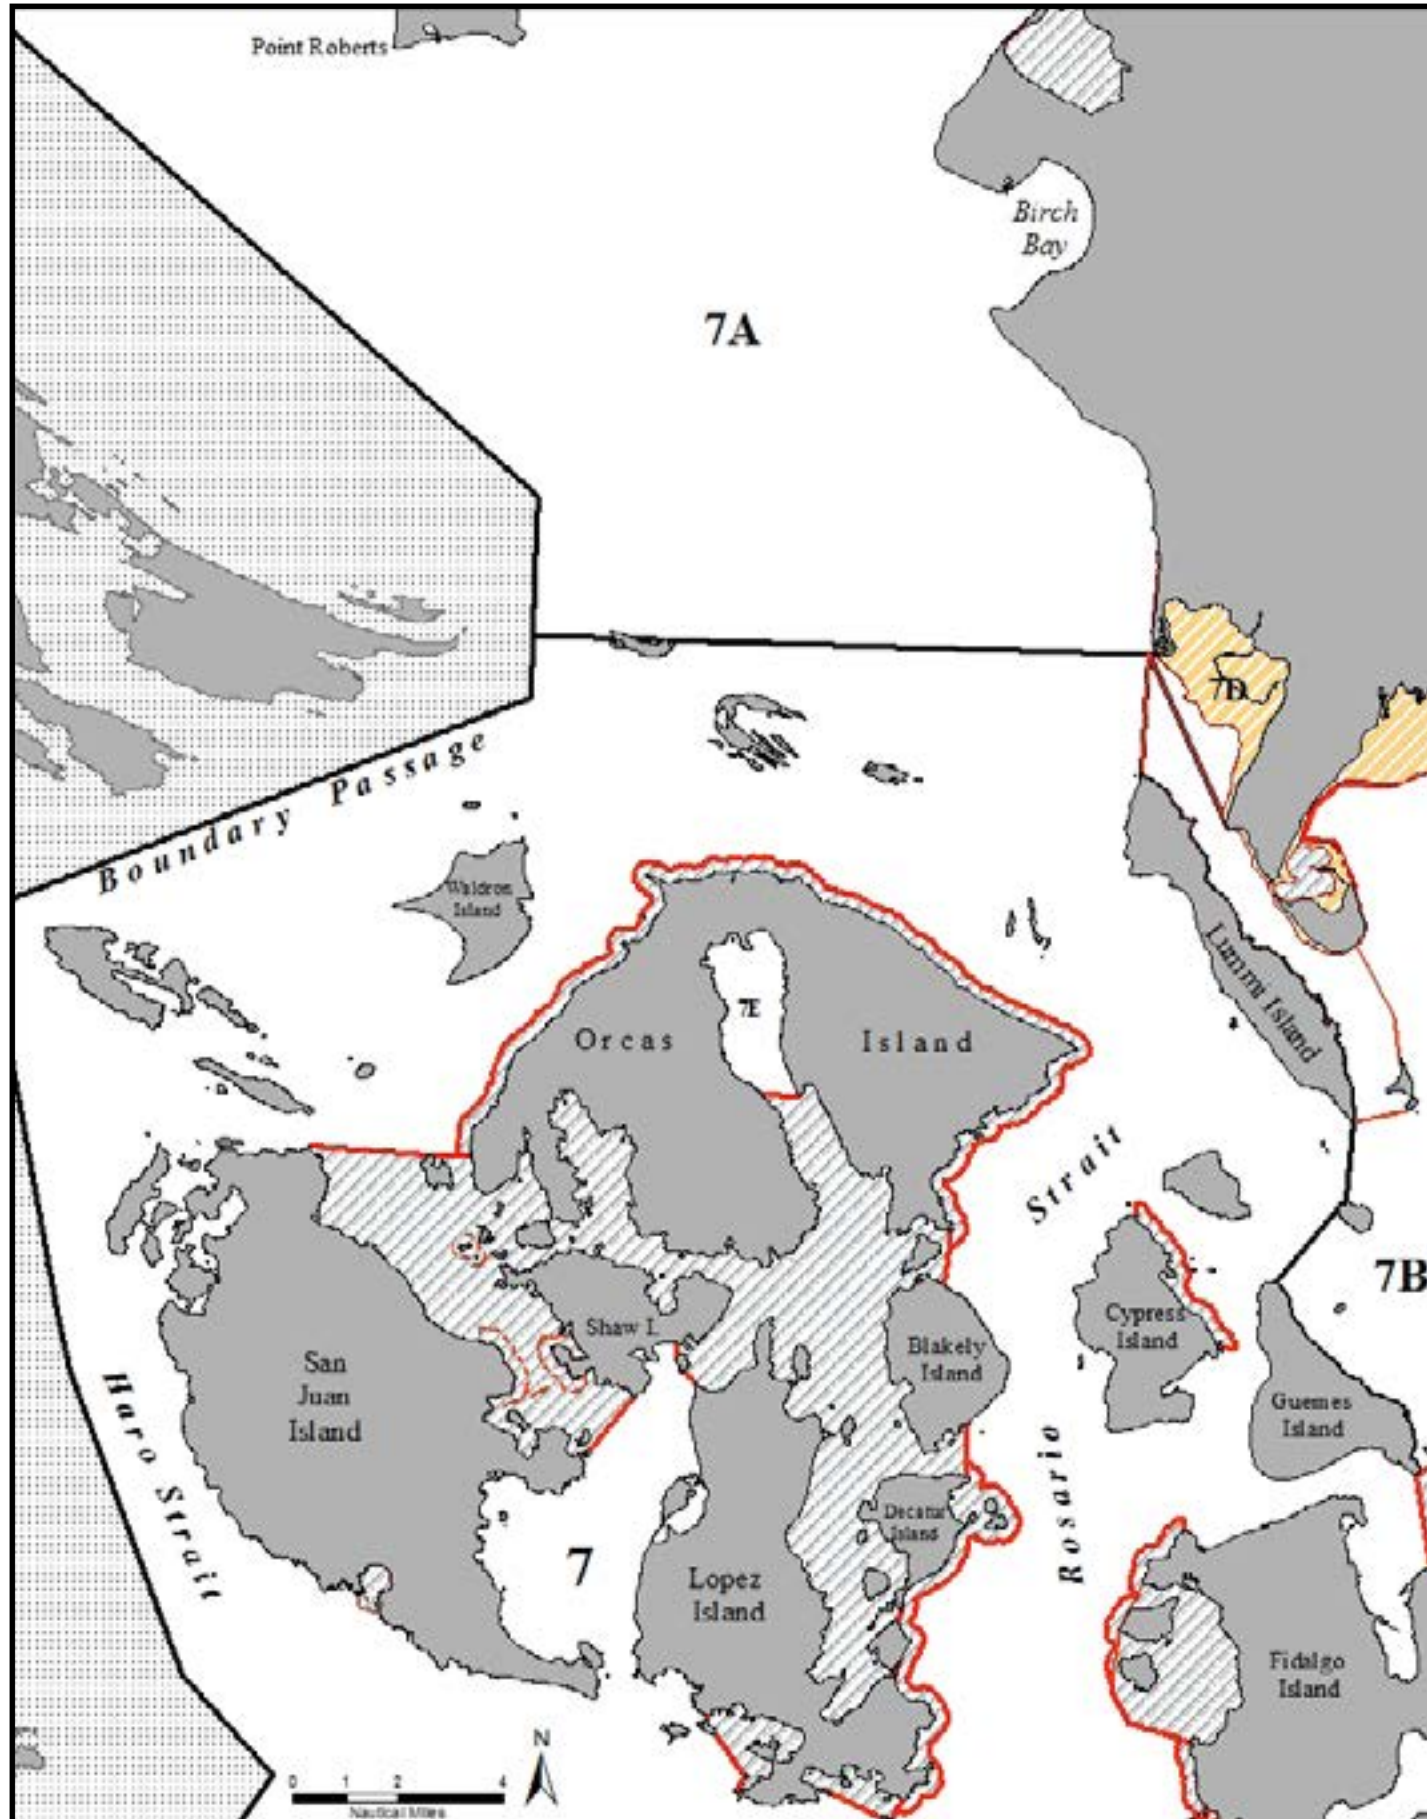 Point Roberts
Birch
Bay
7A
7D
Boundary Passage
Waldron
Island
Lummi Island
7E
Orcas Island
Strait
7B
Shaw I.
Cypress
Island
Blakely
Island
San
Juan
Island
Guemes
Island
Haro Strait
Rosario
Decatur
Island
7
Lopez
Island
Fidalgo
Island
N
0 1 2 4
Nautical Miles